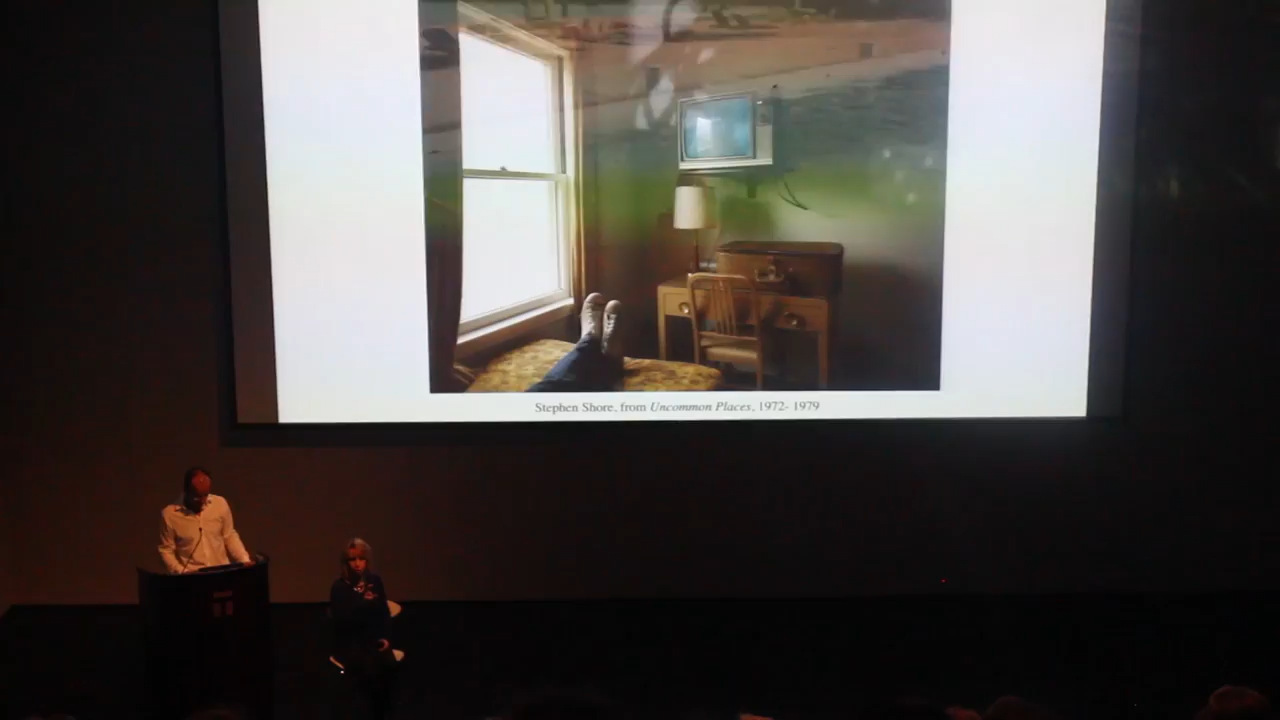 Stephen Shore, from Uncommon Places, 1972- 1979